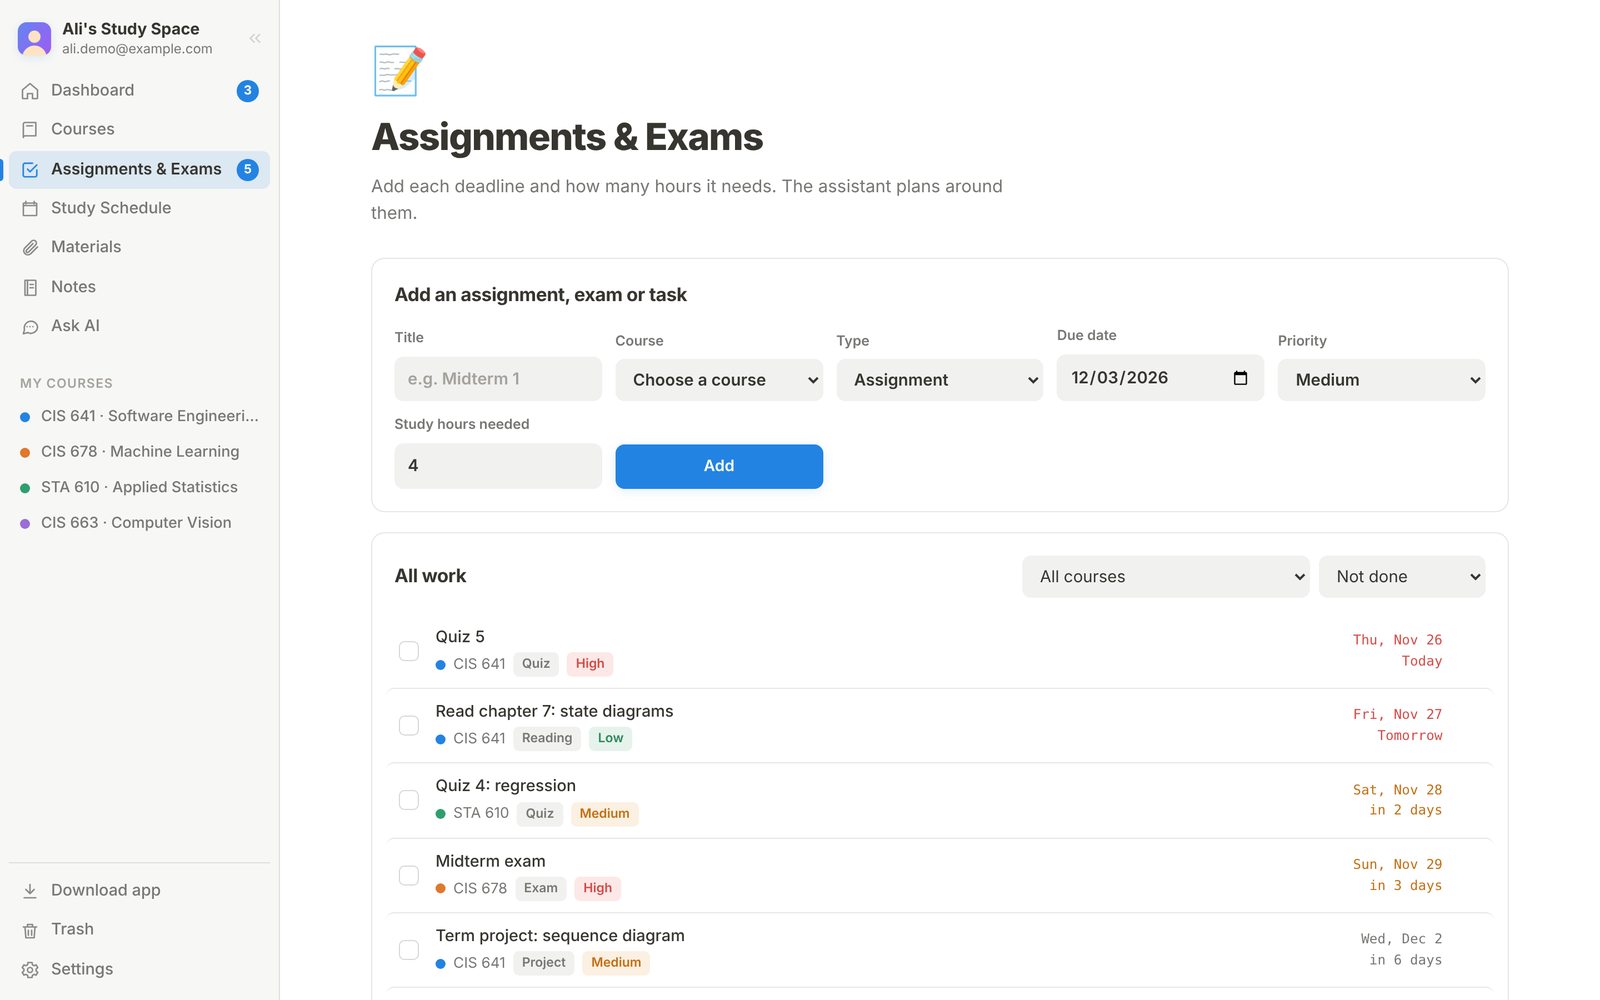 Ali's Study Space
ali.demo@example.com
Dashboard
3
Courses
Assignments & Exams
5
Study Schedule
Materials
Notes
Ask AI
MY COURSES
CIS 641 · Software Engineeri...
CIS 678 · Machine Learning
STA 610 · Applied Statistics
CIS 663 · Computer Vision
Download app
Trash
Settings
Assignments & Exams
Add each deadline and how many hours it needs. The assistant plans around
them.
Add an assignment, exam or task
Title
Course
Type
Due date
Priority
e.g. Midterm 1
Choose a course
Assignment
12/03/2026
Medium
Study hours needed
4
Add
All work
All courses
Not done
Quiz 5
CIS 641 Quiz High
Thu, Nov 26
Today
Read chapter 7: state diagrams
CIS 641 Reading Low
Fri, Nov 27
Tomorrow
Quiz 4: regression
STA 610 Quiz Medium
Sat, Nov 28
in 2 days
Midterm exam
CIS 678 Exam High
Sun, Nov 29
in 3 days
Term project: sequence diagram
CIS 641 Project Medium
Wed, Dec 2
in 6 days